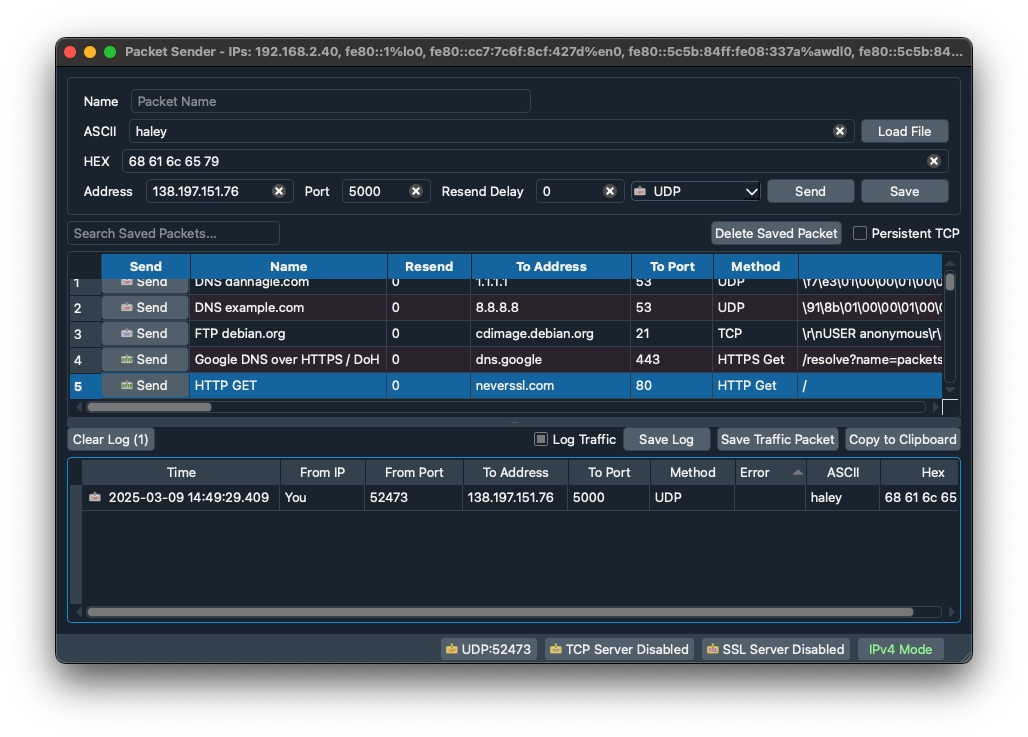 Packet Sender - IPs: 192.168.2.40, fe80::1%lo0, fe80::cc7:7c6f:8cf:427d%en0, fe80::5c5b:84ff:fe08:337a%awdl0, fe80::5c5b:84...
Name Packet Name
ASCII haley Load File
HEX 68 61 6c 65 79
Address 138.197.151.76 Port 5000 Resend Delay 0 UDP Send Save
Search Saved Packets... Delete Saved Packet Persistent TCP
Send Name Resend To Address To Port Method
1 Send DNS dannagle.com 0 1.1.1.1 53 UDP \f7\e3\01\00\00\01\00\0
2 Send DNS example.com 0 8.8.8.8 53 UDP \91\8b\01\00\00\01\00\0
3 Send FTP debian.org 0 cdimage.debian.org 21 TCP \r\nUSER anonymous\r\
4 Send Google DNS over HTTPS / DoH 0 dns.google 443 HTTPS Get /resolve?name=packets
5 Send HTTP GET 0 neverssl.com 80 HTTP Get /
Clear Log (1) Log Traffic Save Log Save Traffic Packet Copy to Clipboard
Time From IP From Port To Address To Port Method Error ASCII Hex
2025-03-09 14:49:29.409 You 52473 138.197.151.76 5000 UDP haley 68 61 6c 65
UDP:52473 TCP Server Disabled SSL Server Disabled IPv4 Mode